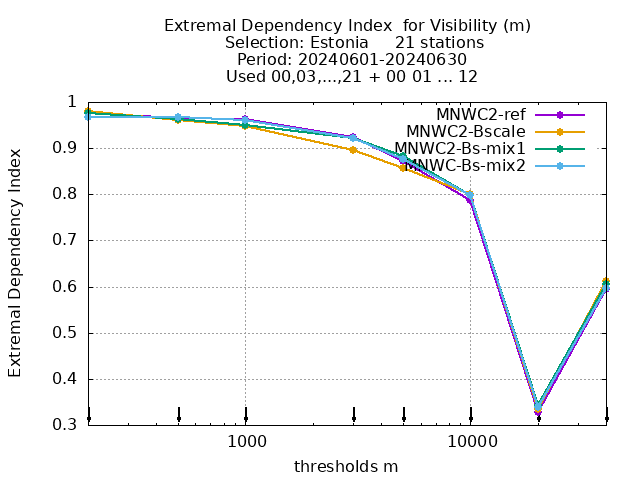 Extremal Dependency Index  for Visibility (m)
Selection: Estonia     21 stations
Period: 20240601-20240630
Used 00,03,...,21 + 00 01 ... 12
Extremal Dependency Index
1
0.9
0.8
0.7
0.6
0.5
0.4
0.3
MNWC2-ref
MNWC2-Bscale
MNWC2-Bs-mix1
MNWC-Bs-mix2
1000
10000
thresholds m